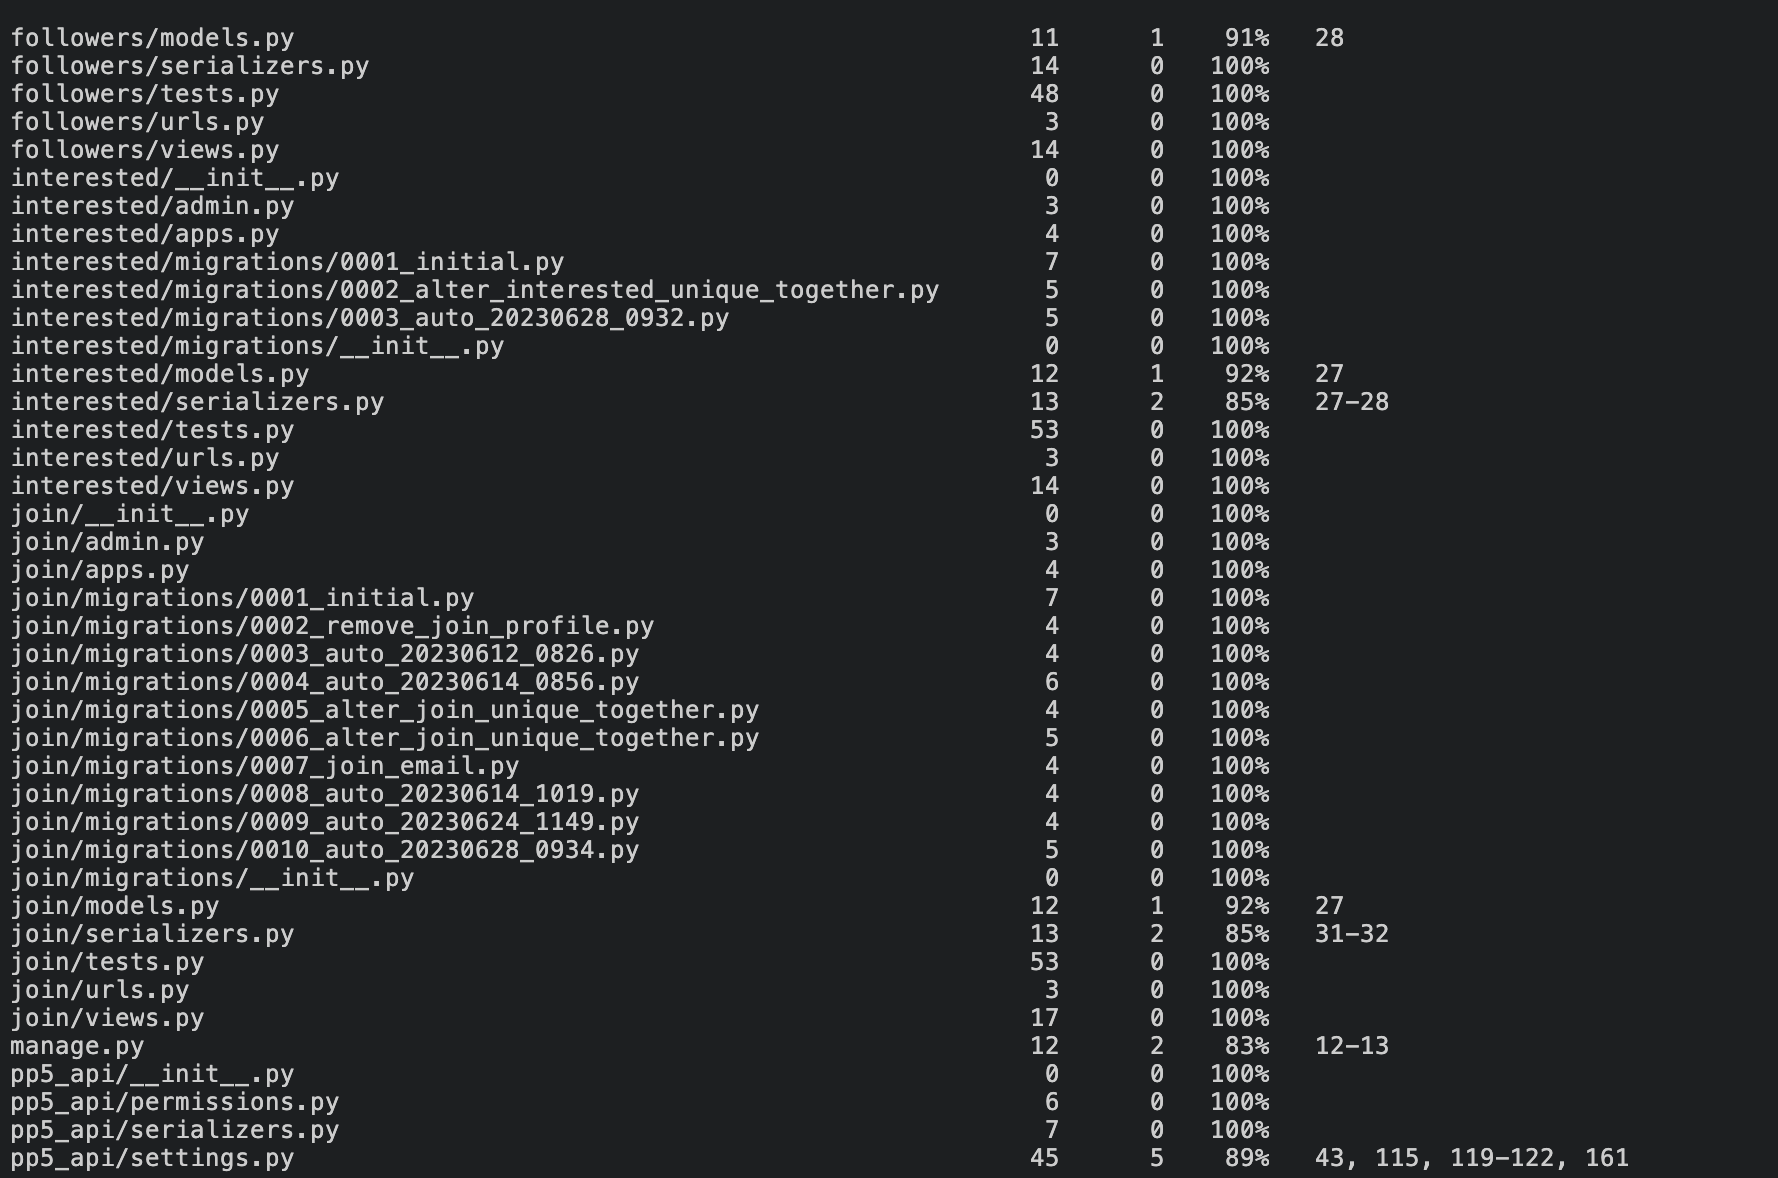 followers/models.py 11 1 91% 28
followers/serializers.py 14 0 100%
followers/tests.py 48 0 100%
followers/urls.py 3 0 100%
followers/views.py 14 0 100%
interested/__init__.py 0 0 100%
interested/admin.py 3 0 100%
interested/apps.py 4 0 100%
interested/migrations/0001_initial.py 7 0 100%
interested/migrations/0002_alter_interested_unique_together.py 5 0 100%
interested/migrations/0003_auto_20230628_0932.py 5 0 100%
interested/migrations/__init__.py 0 0 100%
interested/models.py 12 1 92% 27
interested/serializers.py 13 2 85% 27-28
interested/tests.py 53 0 100%
interested/urls.py 3 0 100%
interested/views.py 14 0 100%
join/__init__.py 0 0 100%
join/admin.py 3 0 100%
join/apps.py 4 0 100%
join/migrations/0001_initial.py 7 0 100%
join/migrations/0002_remove_join_profile.py 4 0 100%
join/migrations/0003_auto_20230612_0826.py 4 0 100%
join/migrations/0004_auto_20230614_0856.py 6 0 100%
join/migrations/0005_alter_join_unique_together.py 4 0 100%
join/migrations/0006_alter_join_unique_together.py 5 0 100%
join/migrations/0007_join_email.py 4 0 100%
join/migrations/0008_auto_20230614_1019.py 4 0 100%
join/migrations/0009_auto_20230624_1149.py 4 0 100%
join/migrations/0010_auto_20230628_0934.py 5 0 100%
join/migrations/__init__.py 0 0 100%
join/models.py 12 1 92% 27
join/serializers.py 13 2 85% 31-32
join/tests.py 53 0 100%
join/urls.py 3 0 100%
join/views.py 17 0 100%
manage.py 12 2 83% 12-13
pp5_api/__init__.py 0 0 100%
pp5_api/permissions.py 6 0 100%
pp5_api/serializers.py 7 0 100%
pp5_api/settings.py 45 5 89% 43, 115, 119-122, 161